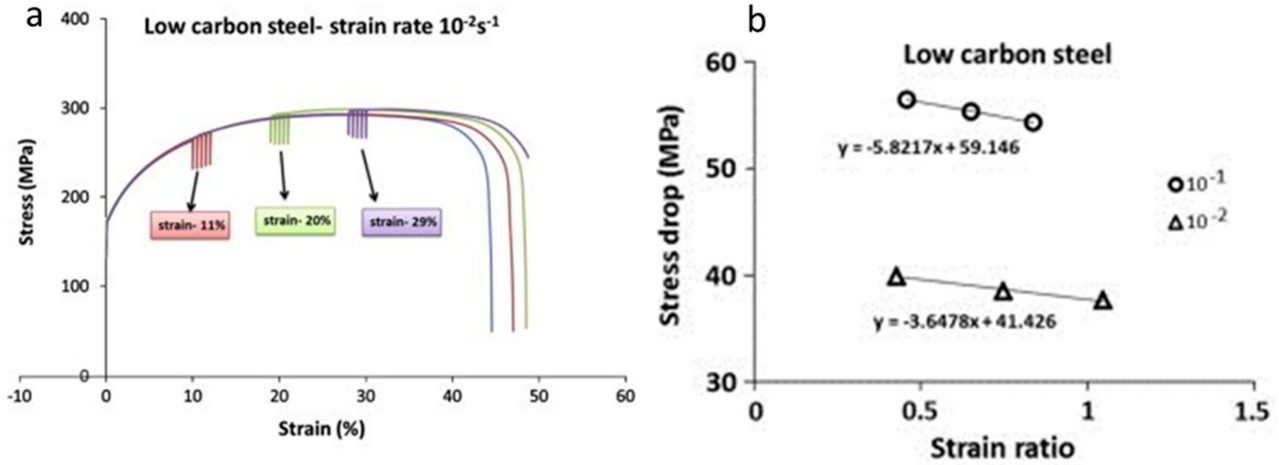 a
Low carbon steel- strain rate 10-2s-1
400
300
200
100
0
Stress (MPa)
strain- 11%
strain- 20%
strain- 29%
-10
0
10
20
30
40
50
60
Strain (%)
b
Low carbon steel
60
50
40
30
Stress drop (MPa)
y = -5.8217x + 59.146
10-1
10-2
y = -3.6478x + 41.426
0
0.5
1
1.5
Strain ratio